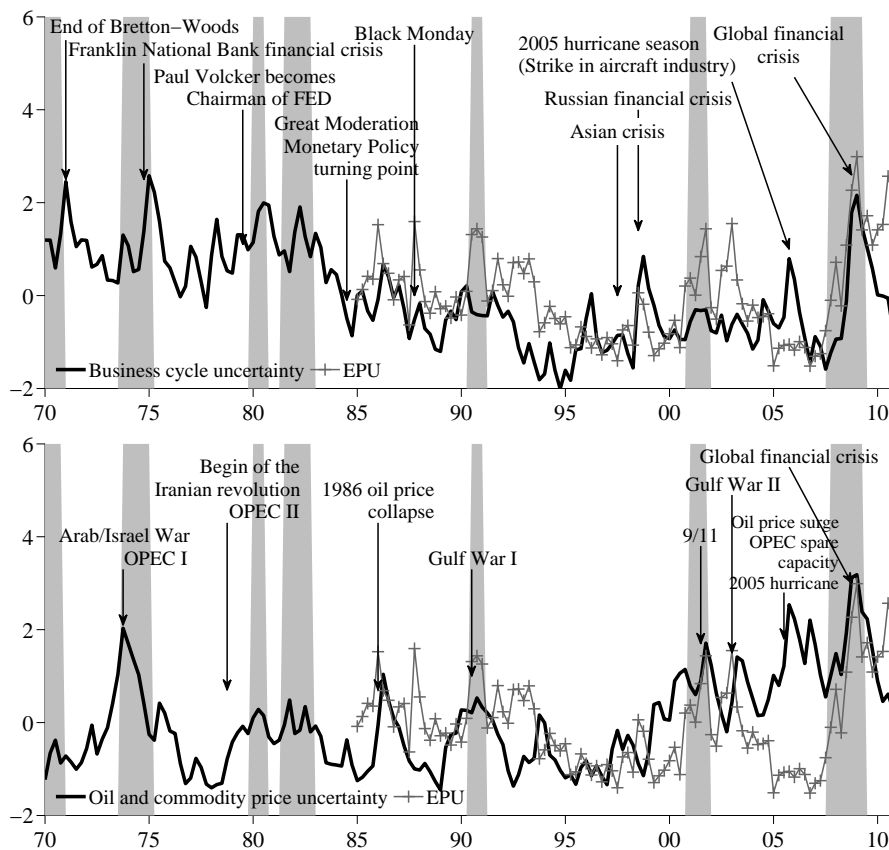 6
4
2
0
−2
End of Bretton−Woods
Franklin National Bank financial crisis
Paul Volcker becomes
Chairman of FED
Great Moderation
Monetary Policy
turning point
Black Monday
2005 hurricane season
(Strike in aircraft industry)
Russian financial crisis
Asian crisis
Global financial
crisis
Business cycle uncertainty
EPU
70 75 80 85 90 95 00 05 10
6
4
2
0
−2
Arab/Israel War
OPEC I
Begin of the
Iranian revolution
OPEC II
1986 oil price
collapse
Gulf War I
9/11
Gulf War II
Global financial crisis
Oil price surge
OPEC spare
capacity
2005 hurricane
Oil and commodity price uncertainty
EPU
70 75 80 85 90 95 00 05 10